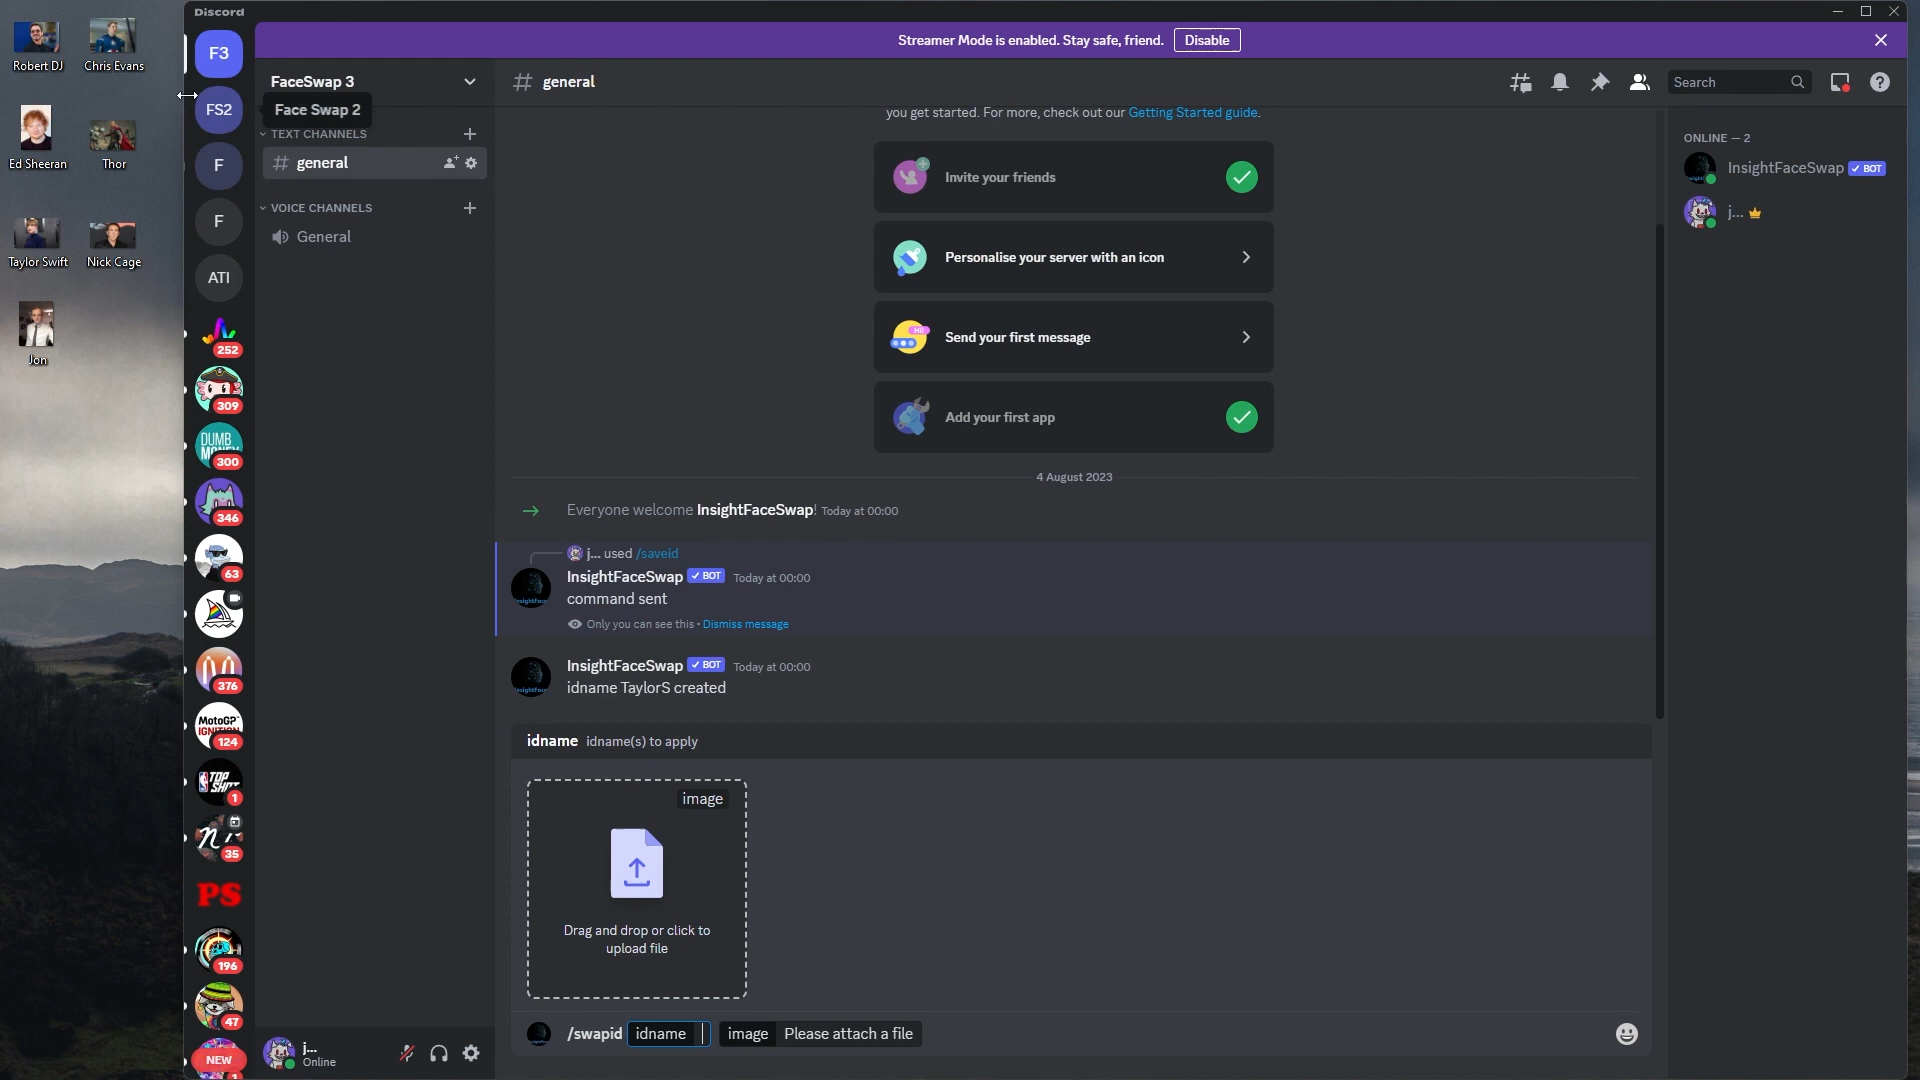 Robert DJ
Chris Evans
Ed Sheeran
Thor
Taylor Swift
Nick Cage
Jon
Discord
Streamer Mode is enabled. Stay safe, friend.
Disable
F3
FS2
F
F
ATI
252
309
DUMB
300
346
63
376
MotoGP
124
TOP SHOT
1
35
PS
196
47
NEW
FaceSwap 3
Face Swap 2
TEXT CHANNELS
general
VOICE CHANNELS
General
j...
Online
general
Search
you get started. For more, check out our Getting Started guide.
Invite your friends
Personalise your server with an icon
Hi!
Send your first message
Add your first app
4 August 2023
Everyone welcome InsightFaceSwap! Today at 00:00
j... used /saveid
InsightFaceSwap BOT Today at 00:00
command sent
Only you can see this • Dismiss message
InsightFaceSwap BOT Today at 00:00
idname TaylorS created
idname idname(s) to apply
image
Drag and drop or click to
upload file
/swapid idname image Please attach a file
ONLINE — 2
InsightFaceSwap BOT
j...